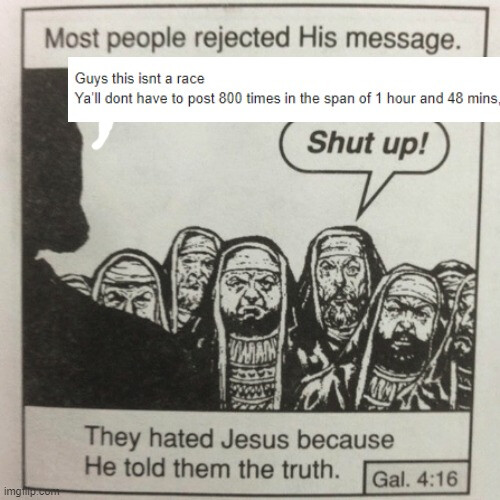 Most people rejected His message.
Guys this isnt a race
Ya'll dont have to post 800 times in the span of 1 hour and 48 mins,
Shut up!
They hated Jesus because
He told them the truth.
Gal. 4:16
imgflip.com